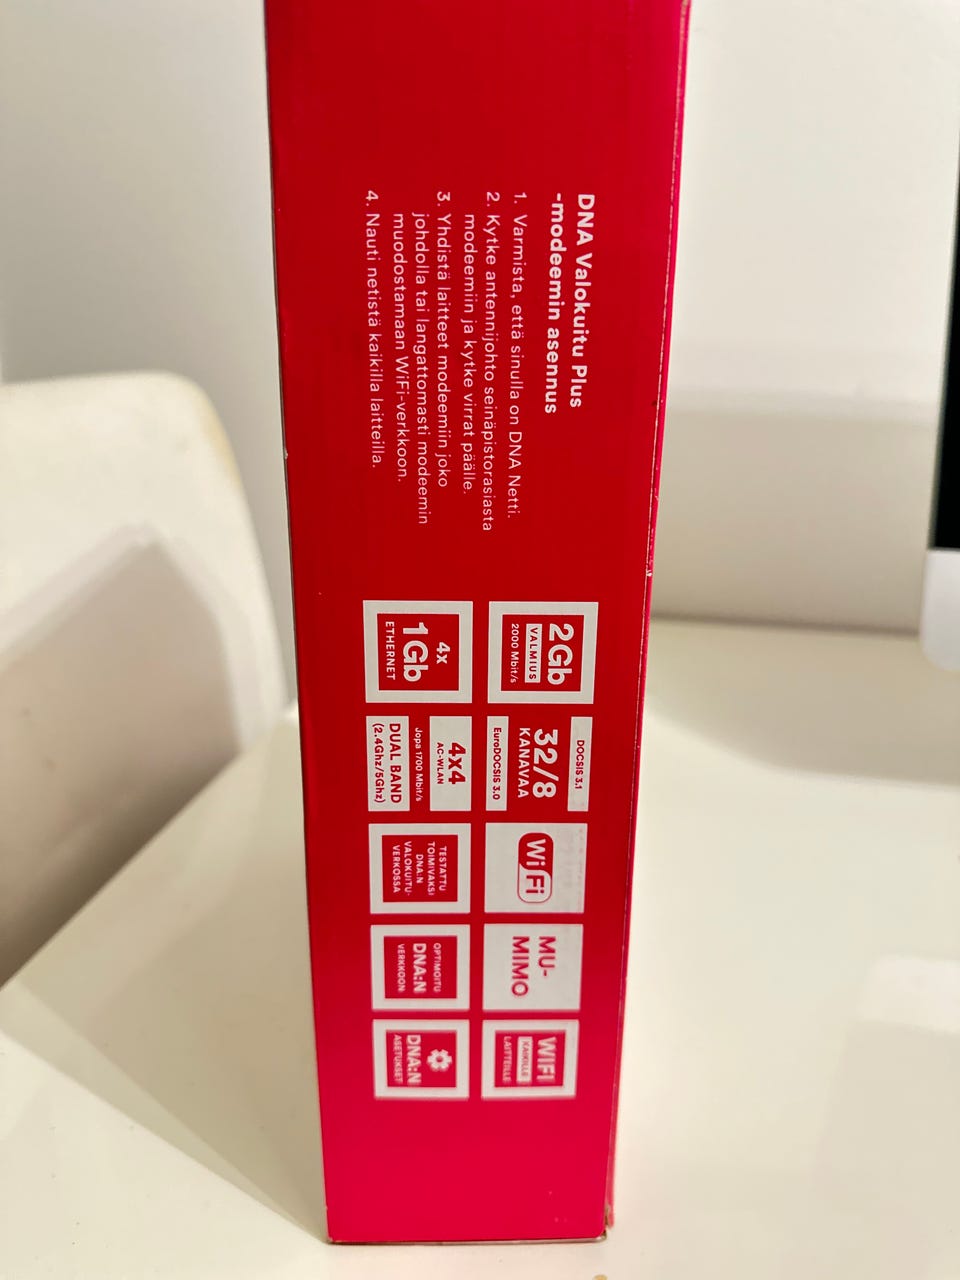 DNA Valokuitu Plus
-modeemin asennus
1. Varmista, että sinulla on DNA Netti.
2. Kytke antennijohto seinäpistorasiasta
modeemiin ja kytke virrat päälle.
3. Yhdistä laitteet modeemiin joko
johdolla tai langattomasti modeemin
muodostamaan WiFi-verkkoon.
4. Nauti netistä kaikilla laitteilla.
2Gb
VALMIUS
2000 Mbit/s
DOCSIS 3.1
32/8
KANAVAA
EuroDOCSIS 3.0
WiFi
MU-
MIMO
WIFI
KAIKILLE
LAITTEILLE
4x
1Gb
ETHERNET
4x4
AC-WLAN
Jopa 1700 Mbit/s
DUAL BAND
(2.4Ghz/5Ghz)
TESTATTU
TOIMIVAKSI
DNA:N
VALOKUITU-
VERKOSSA
OPTIMOITU
DNA:N
VERKKOON
DNA:N
ASETUKSET